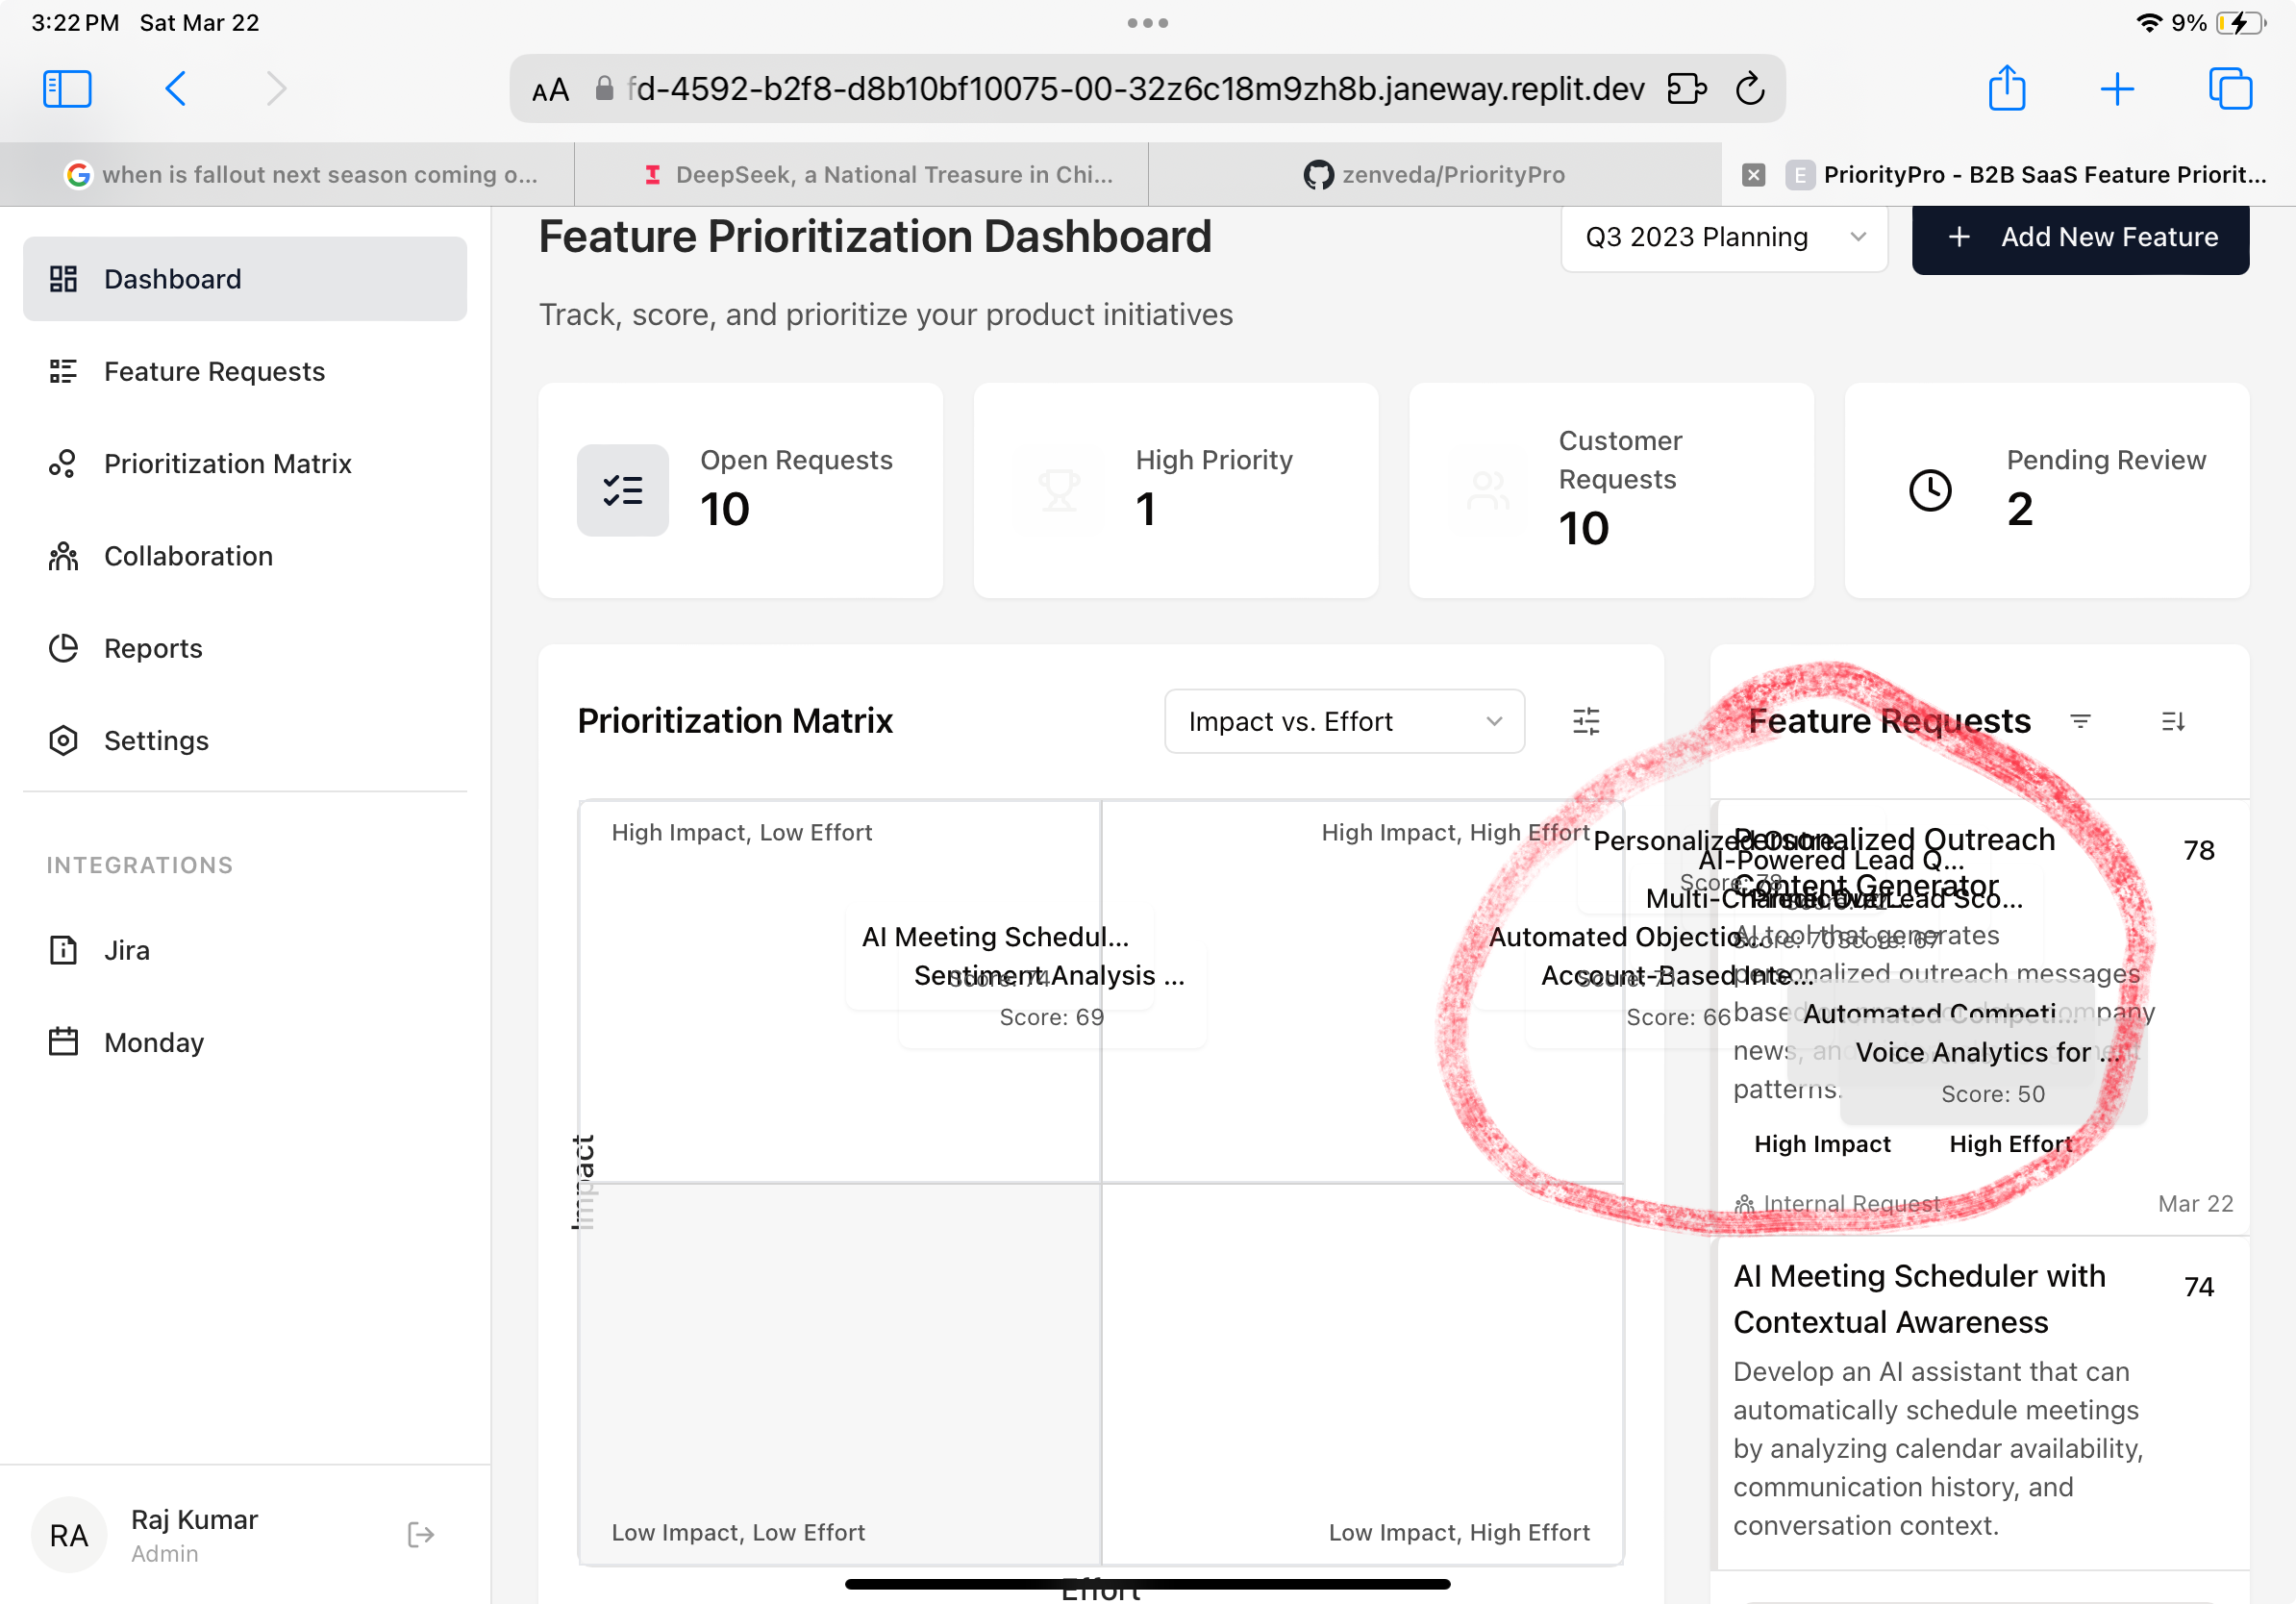 3:22 PM Sat Mar 22
9%
AA fd-4592-b2f8-d8b10bf10075-00-32z6c18m9zh8b.janeway.replit.dev
when is fallout next season coming o...
DeepSeek, a National Treasure in Chi...
zenveda/PriorityPro
E PriorityPro - B2B SaaS Feature Priorit...
Dashboard
Feature Requests
Prioritization Matrix
Collaboration
Reports
Settings
INTEGRATIONS
Jira
Monday
RA
Raj Kumar
Admin
Feature Prioritization Dashboard
Q3 2023 Planning
+ Add New Feature
Track, score, and prioritize your product initiatives
Open Requests
10
High Priority
1
Customer
Requests
10
Pending Review
2
Prioritization Matrix
Impact vs. Effort
High Impact, Low Effort
High Impact, High Effort
AI Meeting Schedul...
Score: 74
Sentiment Analysis ...
Score: 69
Personalized Outre...
Score: 78
AI-Powered Lead Q...
Score: 72
Multi-Channel
Score: 70
Predictive Lead Sco...
Score: 67
Automated Objectio...
Score: 71
Account-Based Inte...
Score: 66
Automated Competi...
Voice Analytics for ...
Score: 50
Impact
Low Impact, Low Effort
Low Impact, High Effort
Effort
Feature Requests
Personalized Outreach
Content Generator
78
AI tool that generates
personalized outreach messages
based company
news, and
patterns.
High Impact
High Effort
Internal Request
Mar 22
AI Meeting Scheduler with
Contextual Awareness
74
Develop an AI assistant that can
automatically schedule meetings
by analyzing calendar availability,
communication history, and
conversation context.